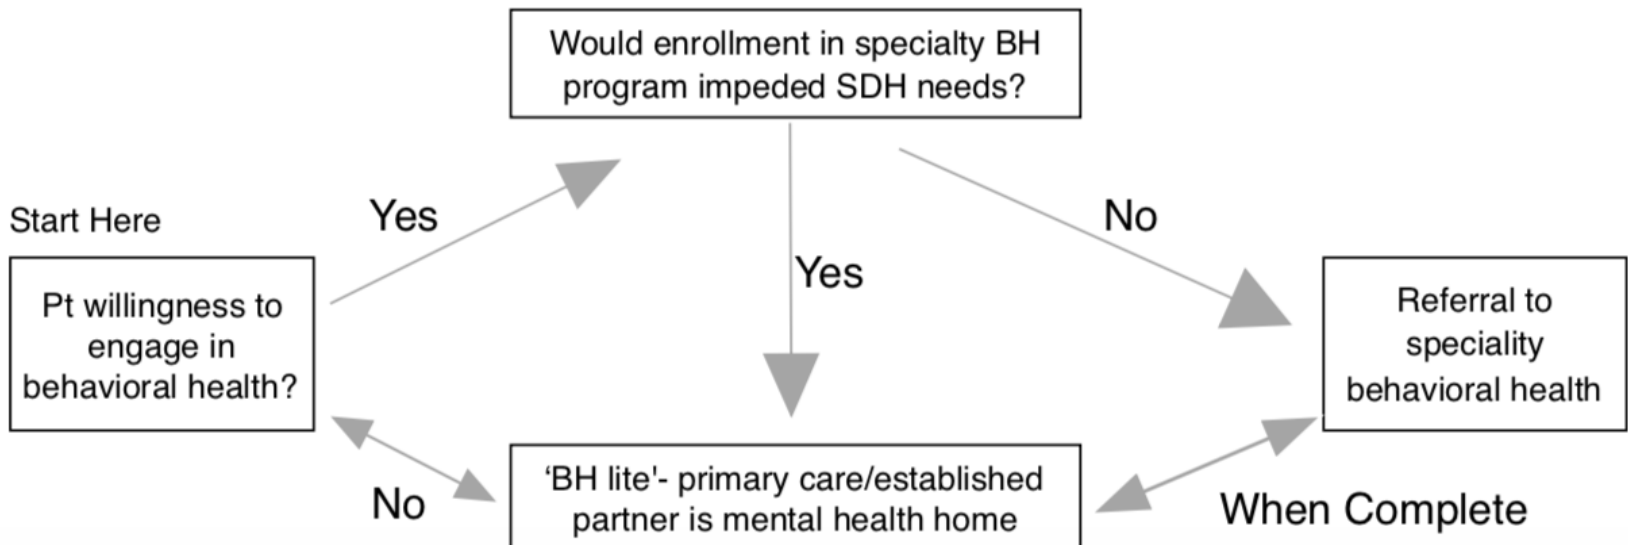 Would enrollment in specialty BH
program impeded SDH needs?
Start Here
Yes
No
Yes
Pt willingness to
engage in
behavioral health?
Referral to
speciality
behavioral health
No
'BH lite'- primary care/established
partner is mental health home
When Complete